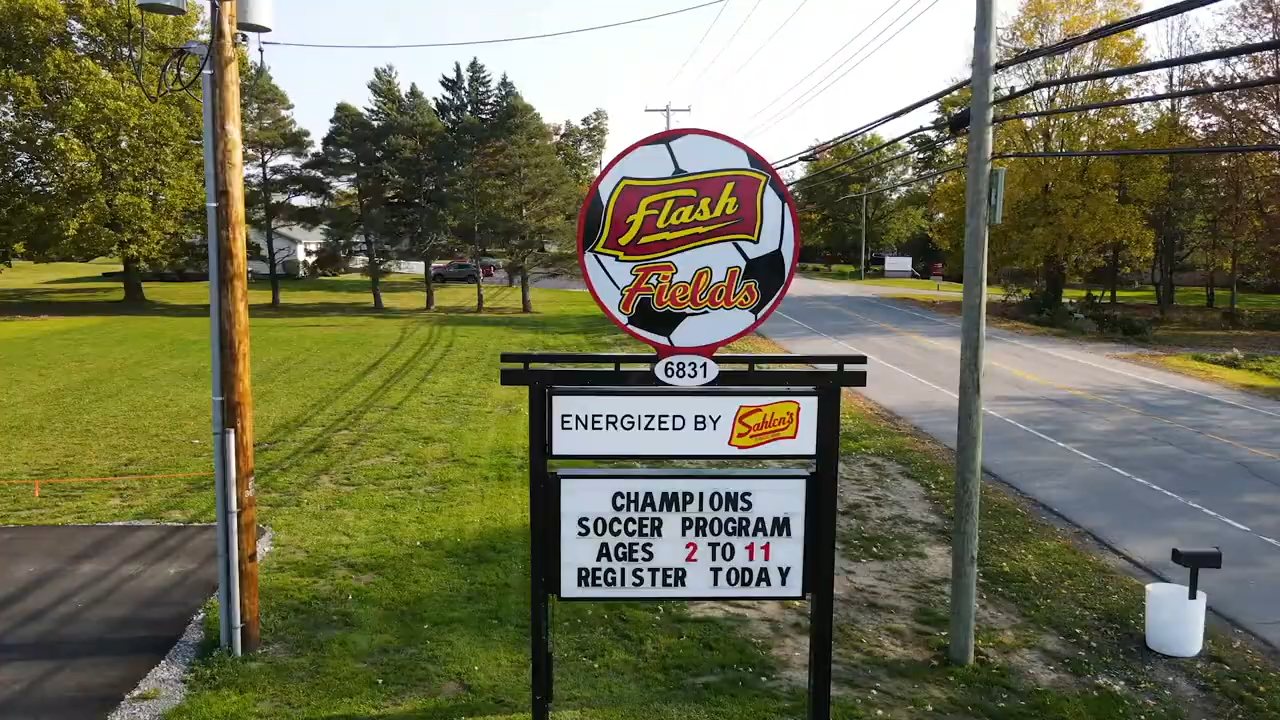 Flash
Fields
6831
ENERGIZED BY Sahlen's
CHAMPIONS
SOCCER PROGRAM
AGES 2 TO 11
REGISTER TODAY